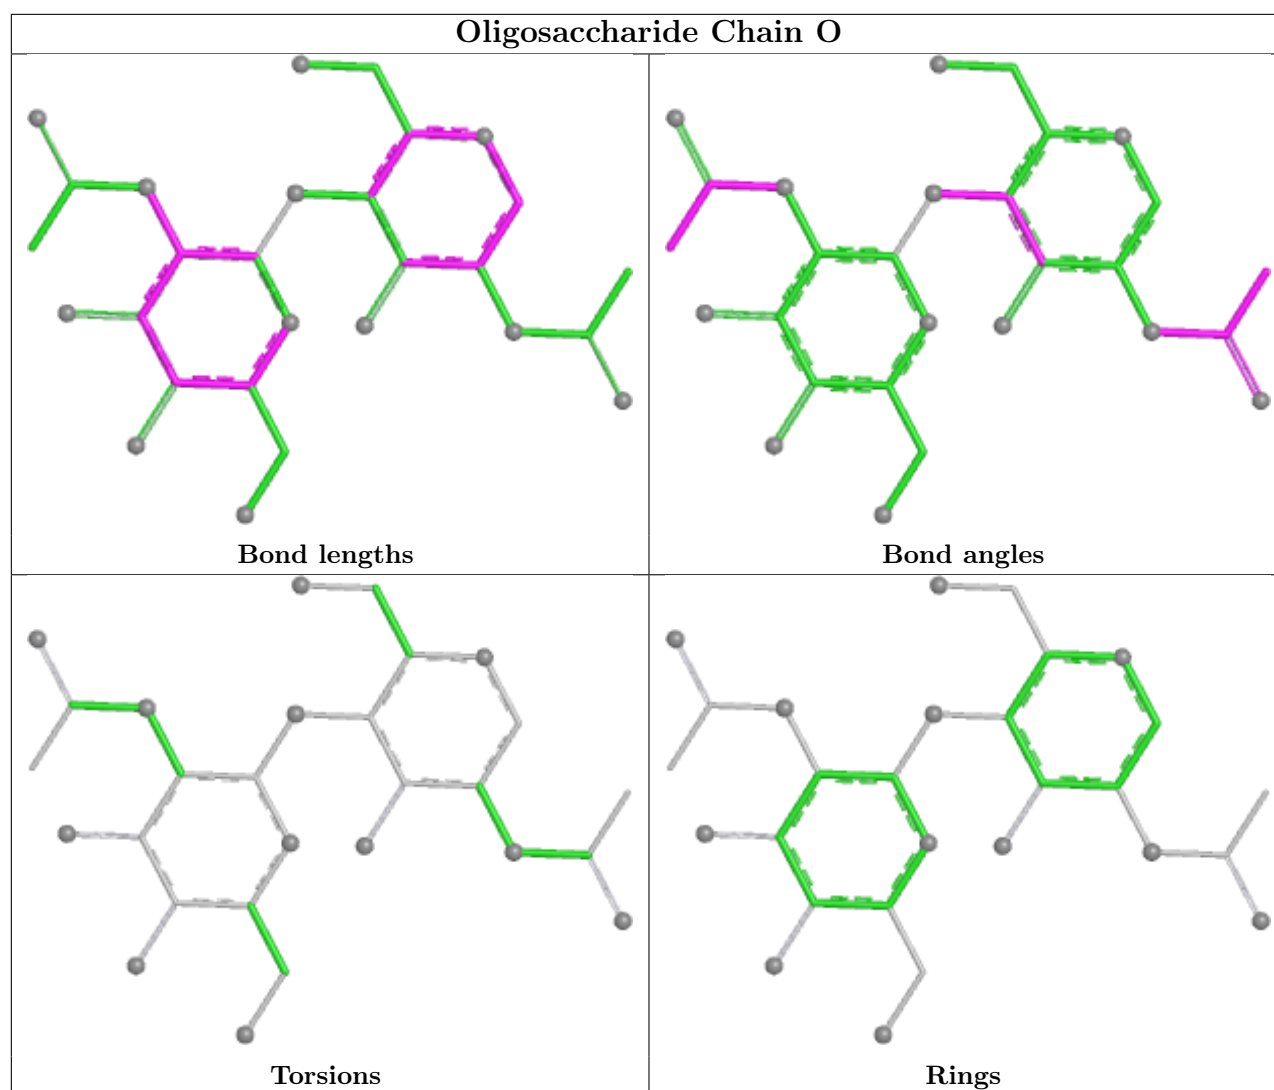 Oligosaccharide Chain O
Bond lengths
Bond angles
Torsions
Rings